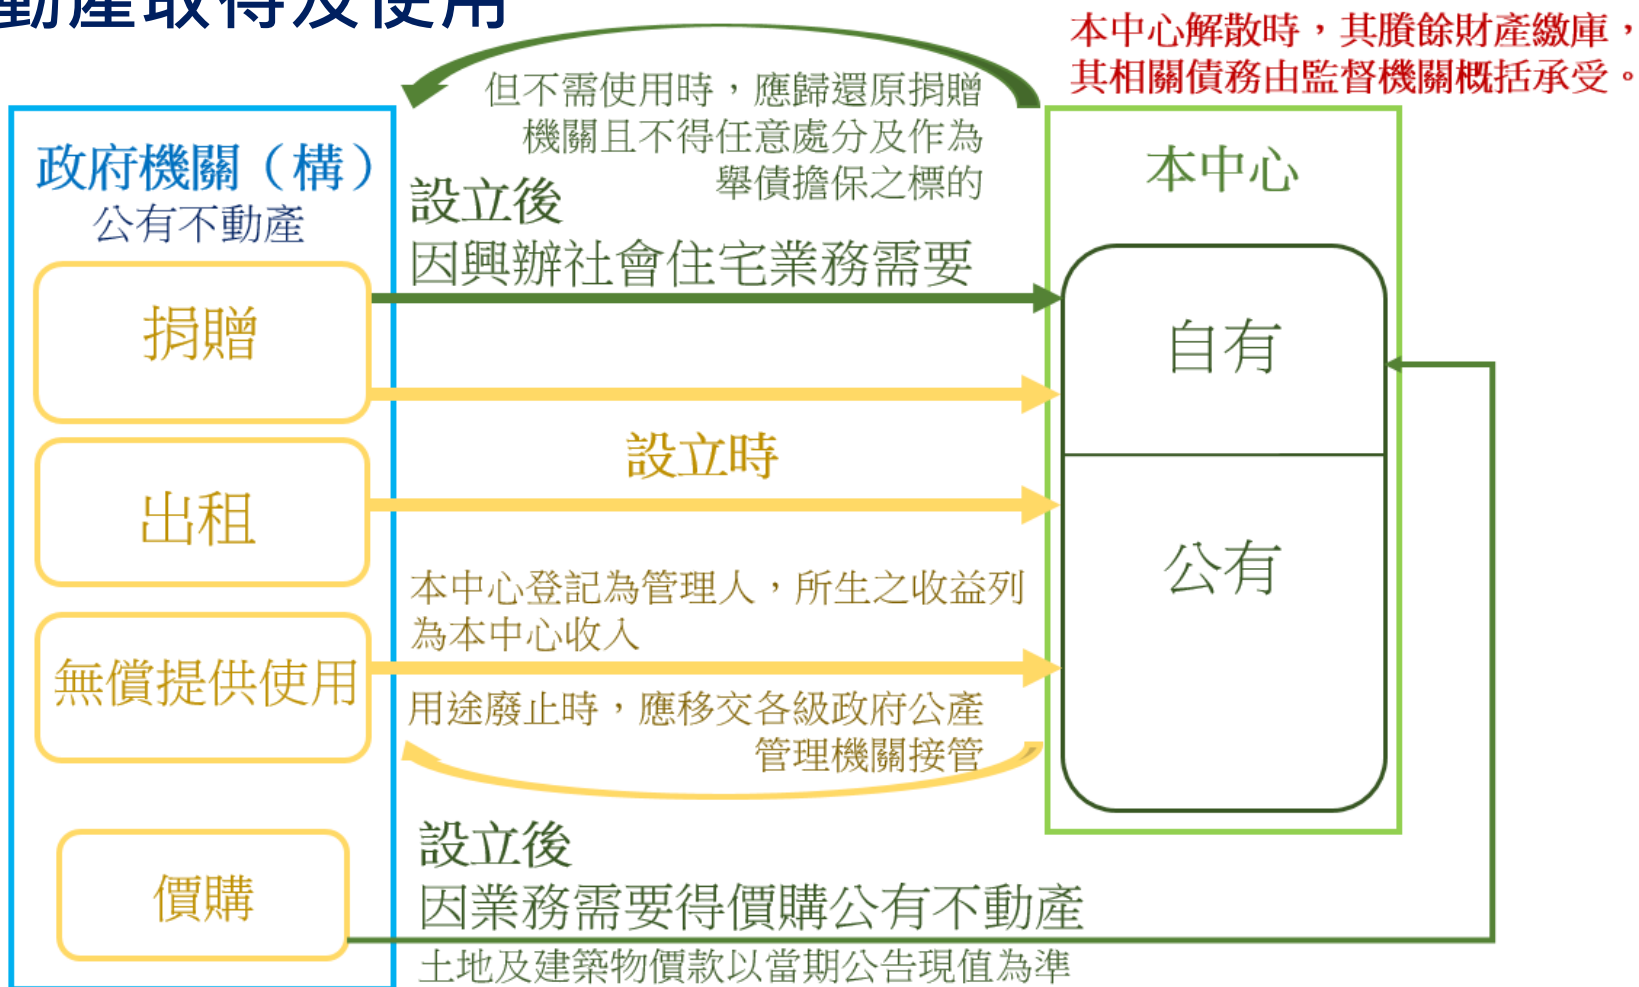 動產取得及使用
本中心解散時，其賸餘財產繳庫，
其相關債務由監督機關概括承受。
但不需使用時，應歸還原捐贈
機關且不得任意處分及作為
舉債擔保之標的
政府機關（構）
公有不動產
本中心
設立後
因興辦社會住宅業務需要
捐贈
自有
設立時
出租
公有
本中心登記為管理人，所生之收益列
為本中心收入
無償提供使用
用途廢止時，應移交各級政府公產
管理機關接管
設立後
因業務需要得價購公有不動產
價購
土地及建築物價款以當期公告現值為準